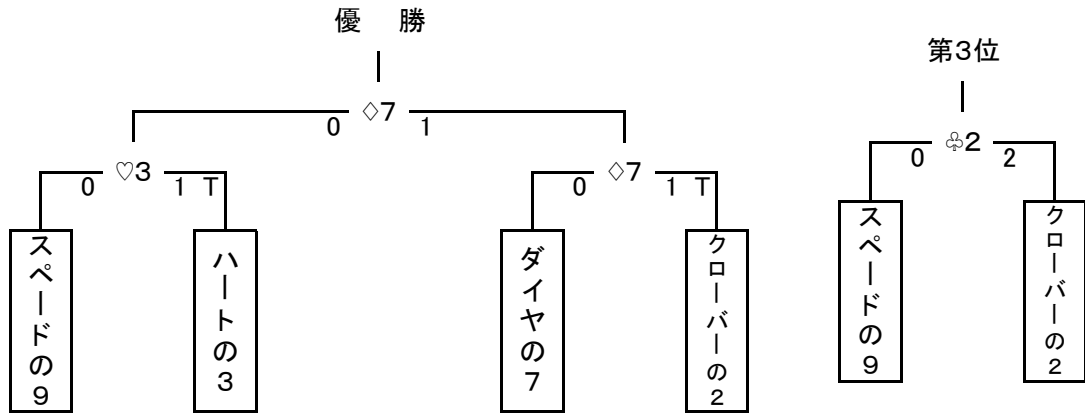 優　勝
第3位
0 ◇7 1
0 ♧2 2
0 ♡3 1 T
0 ◇7 1 T
スペードの9
ハートの3
ダイヤの7
クローバーの2
スペードの9
クローバーの2